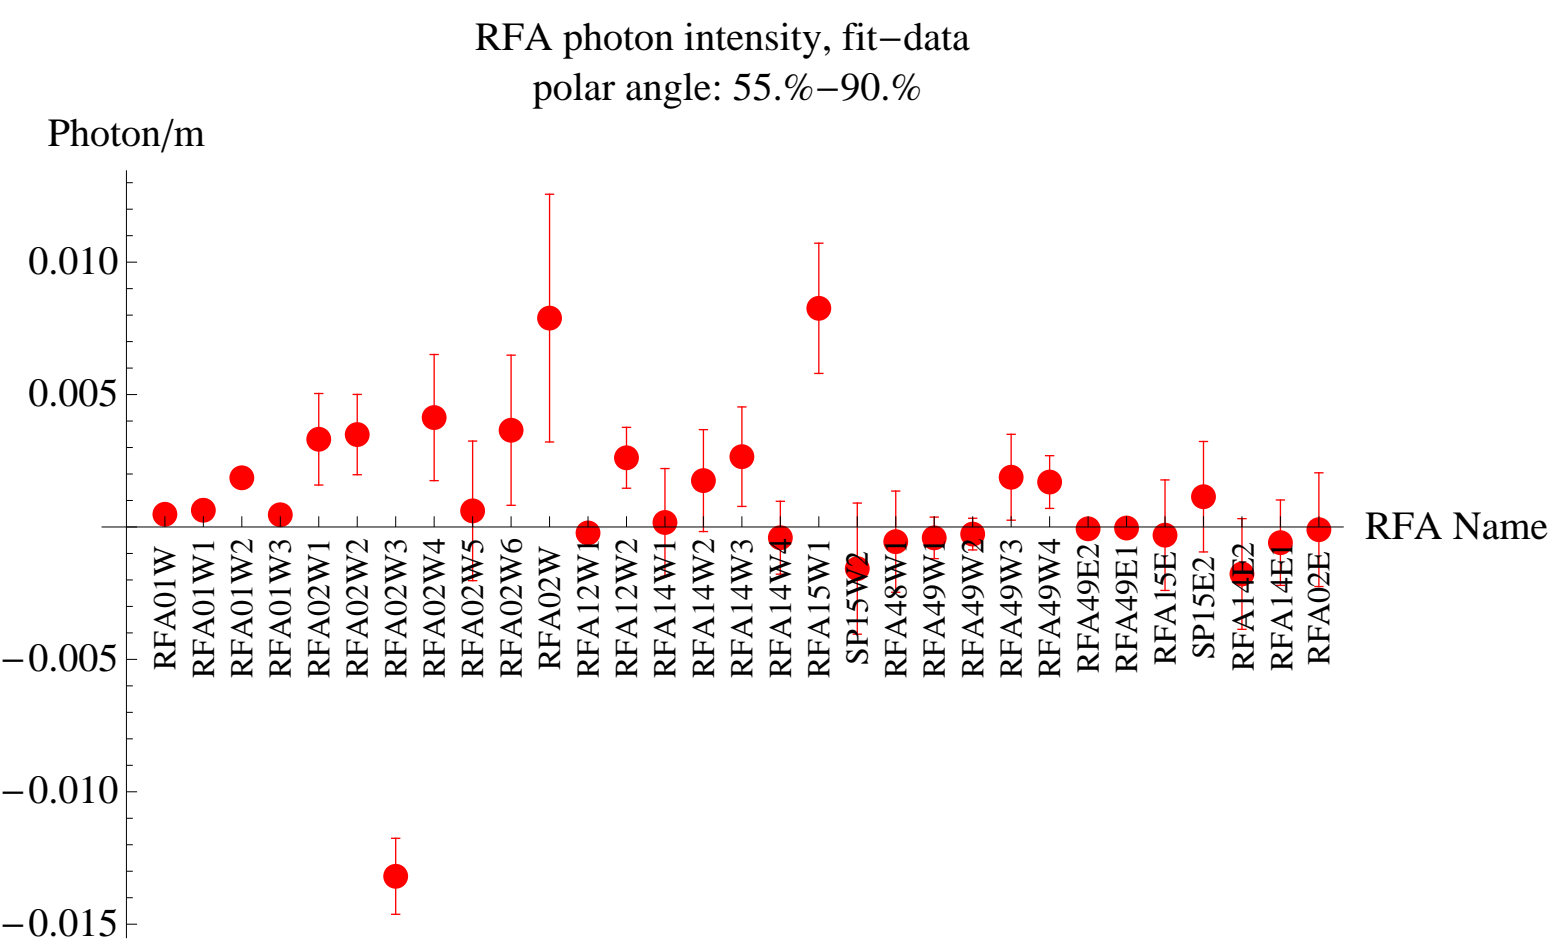 RFA photon intensity, fit−data
polar angle: 55.%−90.%
Photon/m
0.010
0.005
−0.005
−0.010
−0.015
RFA Name
RFA01W
RFA01W1
RFA01W2
RFA01W3
RFA02W1
RFA02W2
RFA02W3
RFA02W4
RFA02W5
RFA02W6
RFA02W
RFA12W1
RFA12W2
RFA14W1
RFA14W2
RFA14W3
RFA14W4
RFA15W1
SP15W2
RFA48W1
RFA49W1
RFA49W2
RFA49W3
RFA49W4
RFA49E2
RFA49E1
RFA15E
SP15E2
RFA14E2
RFA14E1
RFA02E